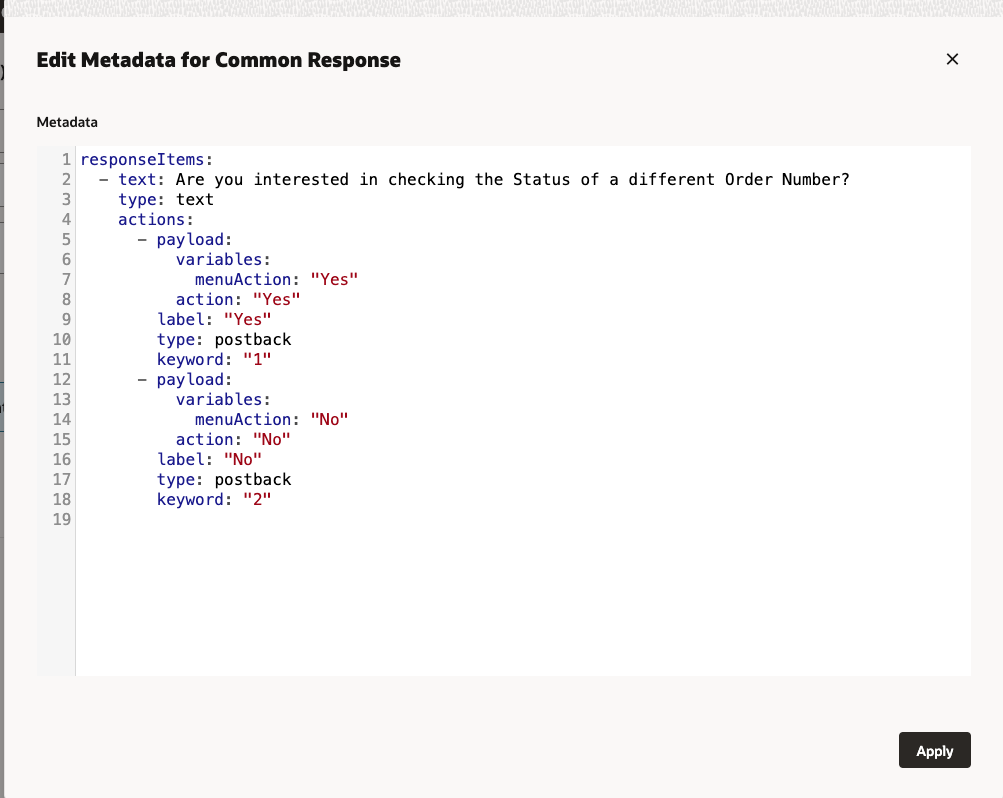 Edit Metadata for Common Response
Metadata
1 responseItems:
2   - text: Are you interested in checking the Status of a different Order Number?
3     type: text
4     actions:
5       - payload:
6           variables:
7             menuAction: "Yes"
8           action: "Yes"
9         label: "Yes"
10         type: postback
11         keyword: "1"
12       - payload:
13           variables:
14             menuAction: "No"
15           action: "No"
16         label: "No"
17         type: postback
18         keyword: "2"
19
Apply